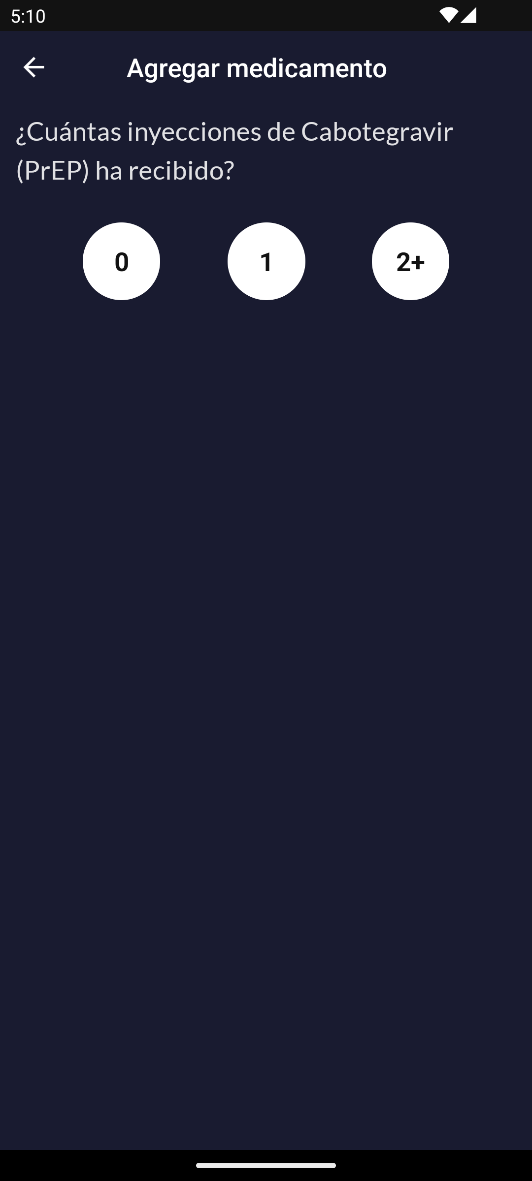 5:10
Agregar medicamento
¿Cuántas inyecciones de Cabotegravir
(PrEP) ha recibido?
0 1 2+